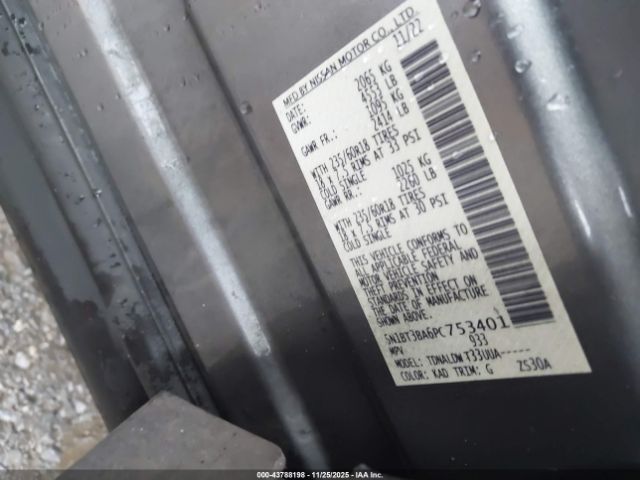 MFD BY NISSAN MOTOR CO., LTD.
DATE: 11/22
GVWR: 2065 KG
4553 LB
GAWR FR.: 1095 KG
2414 LB
WITH 235/60R18 TIRES
18 X 7.5 RIMS AT 33 PSI
COLD SINGLE
GAWR RR.: 1025 KG
2260 LB
WITH 235/60R18 TIRES
18 X 7.5 RIMS AT 30 PSI
COLD SINGLE
THIS VEHICLE CONFORMS TO
ALL APPLICABLE FEDERAL
MOTOR VEHICLE SAFETY AND
THEFT PREVENTION
STANDARDS IN EFFECT ON
THE DATE OF MANUFACTURE
SHOWN ABOVE.
5N1BT3BA6PC753401
MPV 933
MODEL: TDNALDW T33UUA-----
COLOR: KAD TRIM: G ZS30A
000-43788198 - 11/25/2025 - IAAI.CA